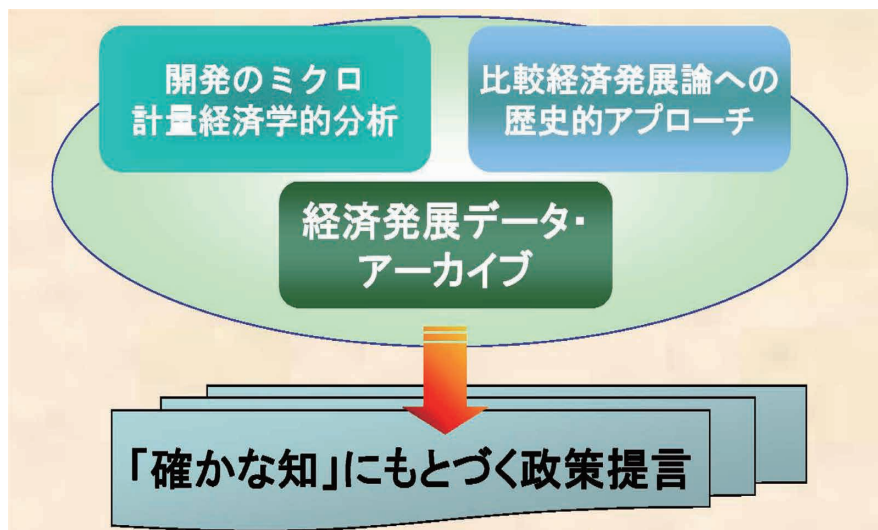 開発のミクロ
計量経済学的分析
比較経済発展論への
歴史的アプローチ
経済発展データ・
アーカイブ
「確かな知」にもとづく政策提言